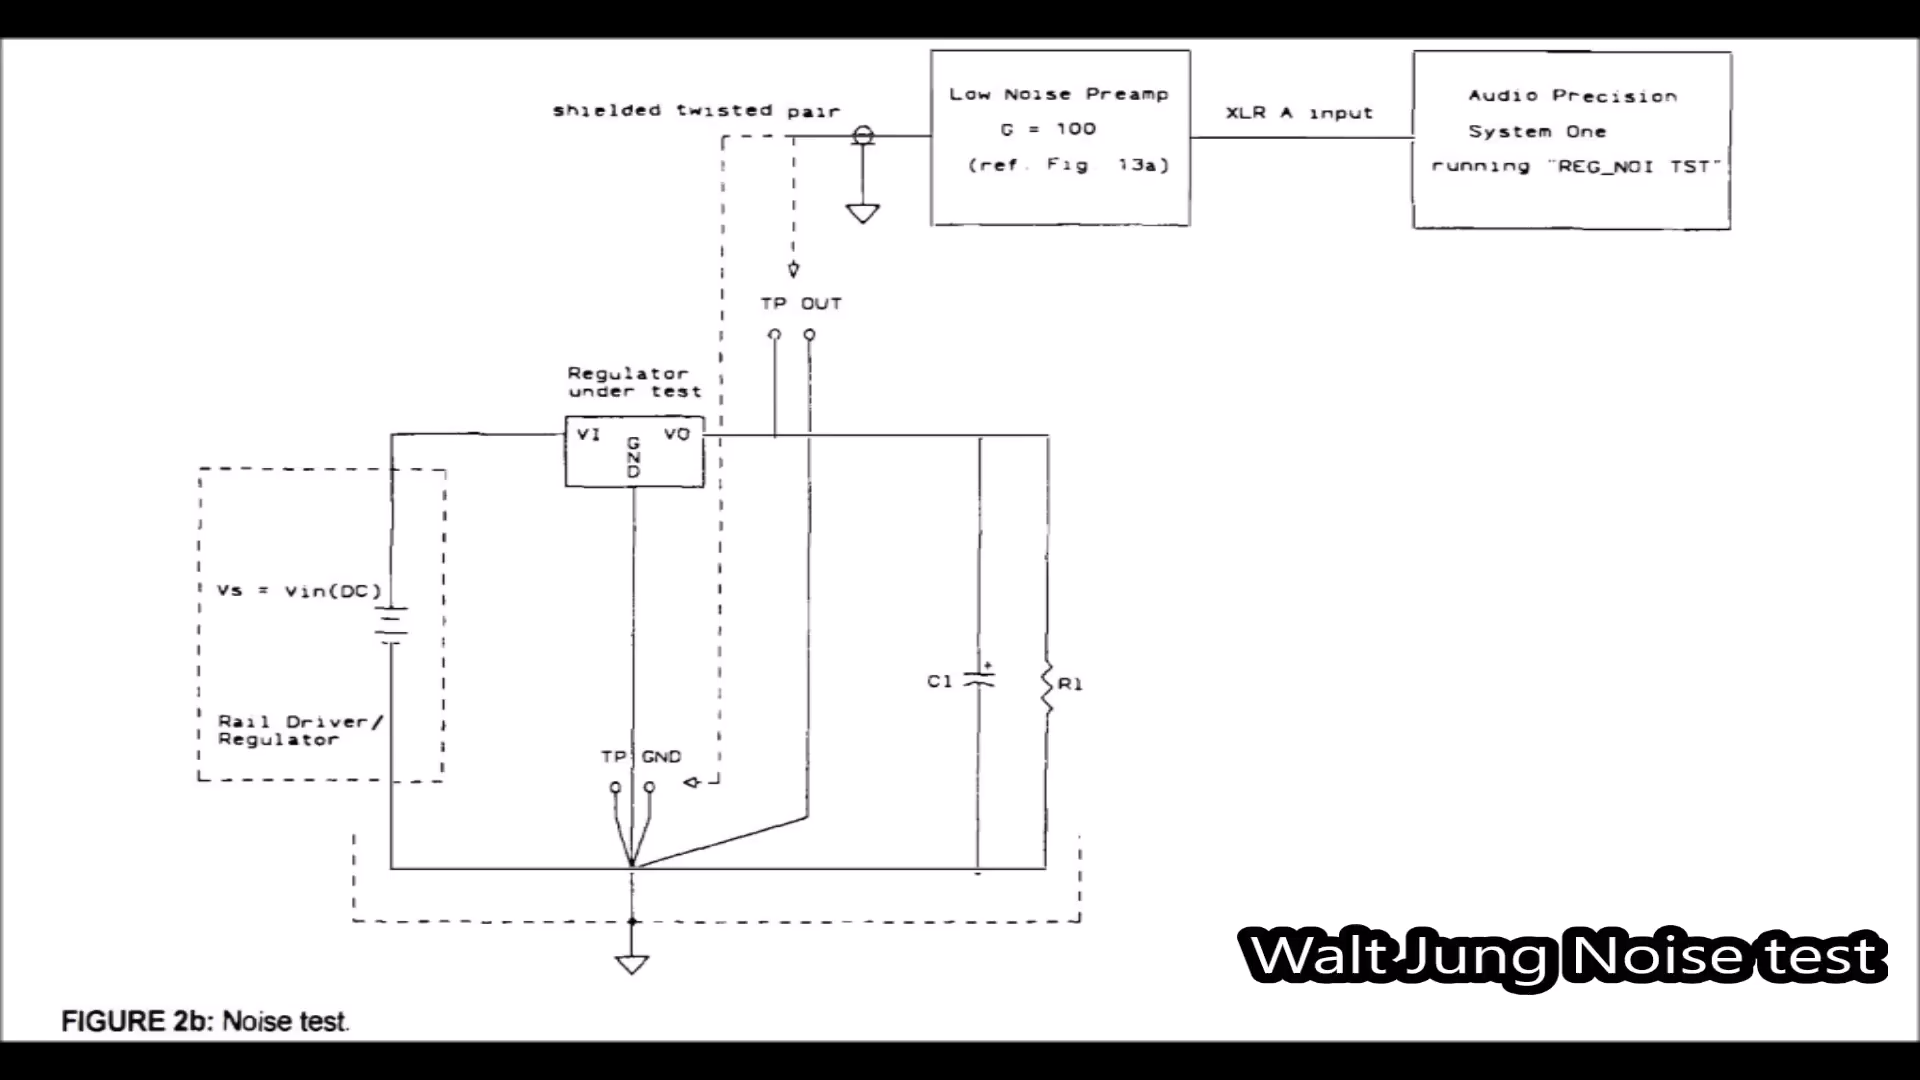 shielded twisted pair
Low Noise Preamp
G = 100
(ref. Fig 13a)
XLR A input
Audio Precision
System One
running "REG_NOI TST"
TP OUT
Regulator
under test
VI
GND
VO
Vs = Vin(DC)
Rail Driver/
Regulator
C1
+
R1
TP GND
Walt Jung Noise test
FIGURE 2b: Noise test.